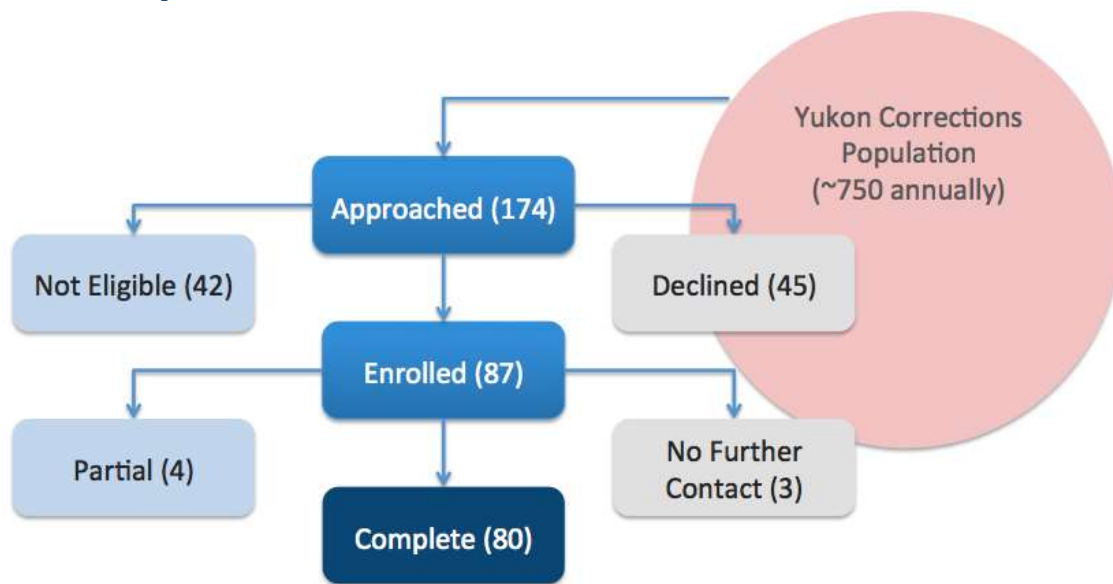 Yukon Corrections
Population
(~750 annually)
Approached (174)
Not Eligible (42)
Declined (45)
Enrolled (87)
Partial (4)
No Further
Contact (3)
Complete (80)